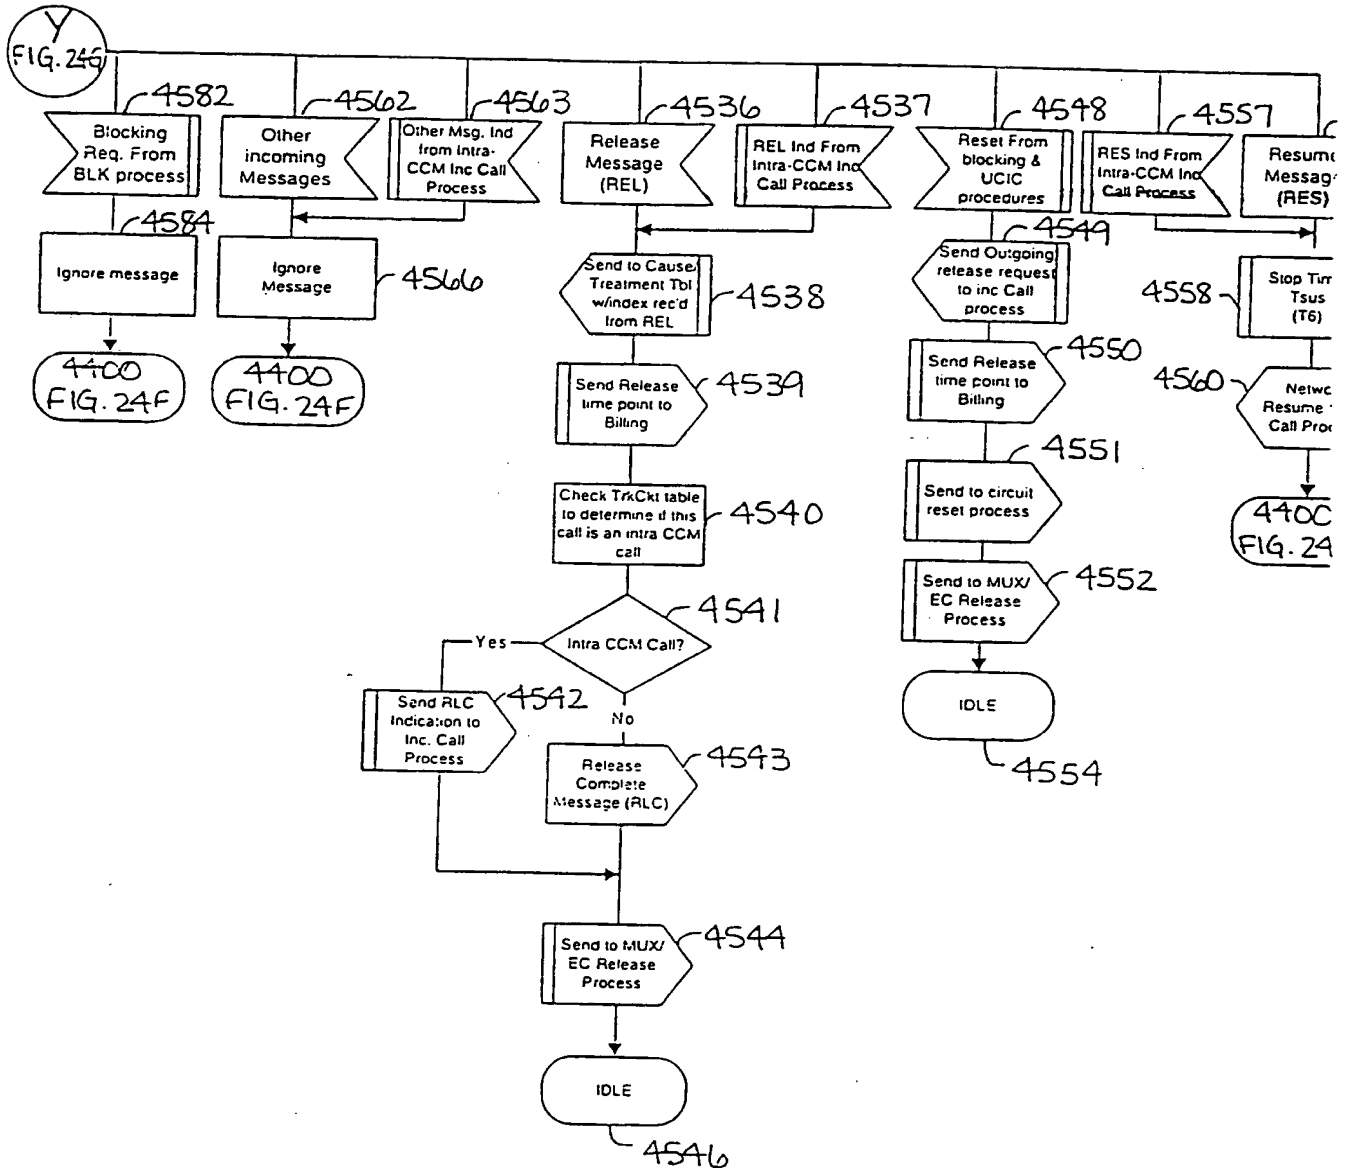 Y
FIG. 24G
4582
4562
4563
4536
4537
4548
4557
Blocking
Req. From
BLK process
Other
incoming
Messages
Other Msg. Ind
from Intra-
CCM Inc Call
Process
Release
Message
(REL)
REL Ind From
Intra-CCM Inc
Call Process
Reset From
blocking &
UCIC
procedures
RES Ind From
Intra-CCM Inc
Call Process
(RES)
4584
Ignore message
4400
FIG. 24F
Ignore
Message
4566
4400
FIG. 24F
Send to Cause/
Treatment Tbl
w/index rec'd
from REL
4538
Send Release
time point to
Billing
4539
Check TrkCkt table
to determine if this
call is an intra CCM
call
4540
Intra CCM Call?
4541
Yes
No
Send RLC
Indication to
Inc. Call
Process
4542
Release
Complete
Message (RLC)
4543
Send to MUX/
EC Release
Process
4544
IDLE
4546
4549
Send Outgoing
release request
to inc Call
process
Send Release
time point to
Billing
4550
Send to circuit
reset process
4551
Send to MUX/
EC Release
Process
4552
IDLE
4554
4558
Stop
Tsus
(T6)
4560
Resume
Call
FIG.